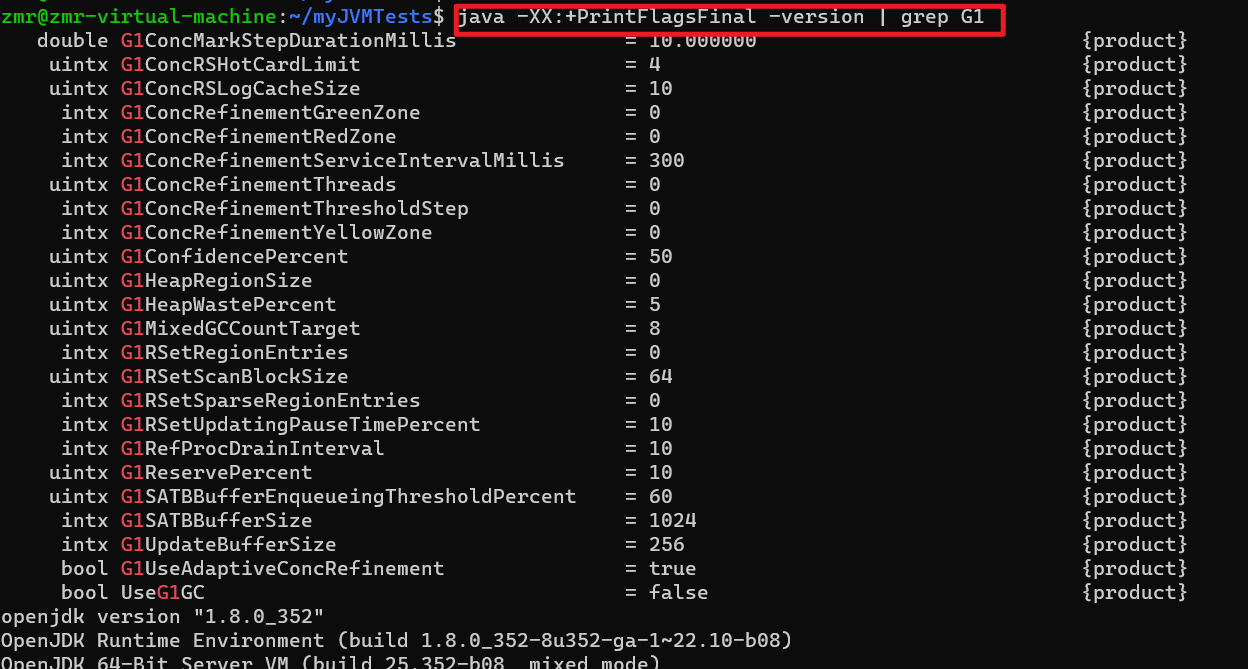 zmr@zmr-virtual-machine:~/myJVMTests$ java -XX:+PrintFlagsFinal -version | grep G1
double G1ConcMarkStepDurationMillis = 10.000000 {product}
uintx G1ConcRSHotCardLimit = 4 {product}
uintx G1ConcRSLogCacheSize = 10 {product}
intx G1ConcRefinementGreenZone = 0 {product}
intx G1ConcRefinementRedZone = 0 {product}
intx G1ConcRefinementServiceIntervalMillis = 300 {product}
uintx G1ConcRefinementThreads = 0 {product}
intx G1ConcRefinementThresholdStep = 0 {product}
intx G1ConcRefinementYellowZone = 0 {product}
uintx G1ConfidencePercent = 50 {product}
uintx G1HeapRegionSize = 0 {product}
uintx G1HeapWastePercent = 5 {product}
uintx G1MixedGCCountTarget = 8 {product}
intx G1RSetRegionEntries = 0 {product}
uintx G1RSetScanBlockSize = 64 {product}
intx G1RSetSparseRegionEntries = 0 {product}
intx G1RSetUpdatingPauseTimePercent = 10 {product}
intx G1RefProcDrainInterval = 10 {product}
uintx G1ReservePercent = 10 {product}
uintx G1SATBBufferEnqueueingThresholdPercent = 60 {product}
intx G1SATBBufferSize = 1024 {product}
intx G1UpdateBufferSize = 256 {product}
bool G1UseAdaptiveConcRefinement = true {product}
bool UseG1GC = false {product}
openjdk version "1.8.0_352"
OpenJDK Runtime Environment (build 1.8.0_352-8u352-ga-1~22.10-b08)
OpenJDK 64-Bit Server VM (build 25.352-b08, mixed mode)